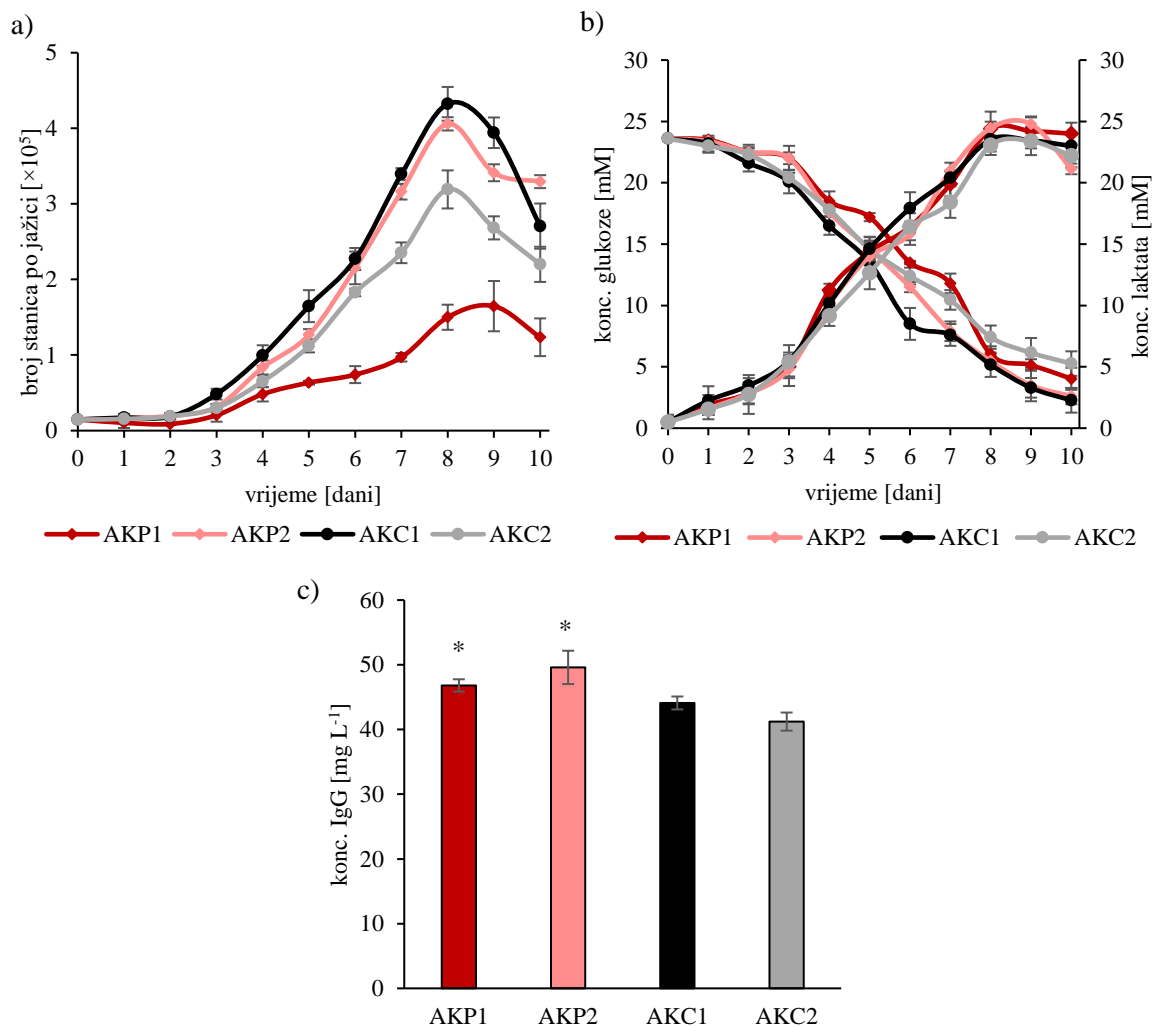 a)
broj stanica po jažici [×10⁵]
5
4
3
2
1
0
0 1 2 3 4 5 6 7 8 9 10
vrijeme [dani]
AKP1 AKP2 AKC1 AKC2
b)
konc. glukoze [mM]
30
25
20
15
10
5
0
30
25
20
15
10
5
0
konc. laktata [mM]
0 1 2 3 4 5 6 7 8 9 10
vrijeme [dani]
AKP1 AKP2 AKC1 AKC2
c)
konc. IgG [mg L⁻¹]
60
50
40
30
20
10
0
* *
AKP1 AKP2 AKC1 AKC2